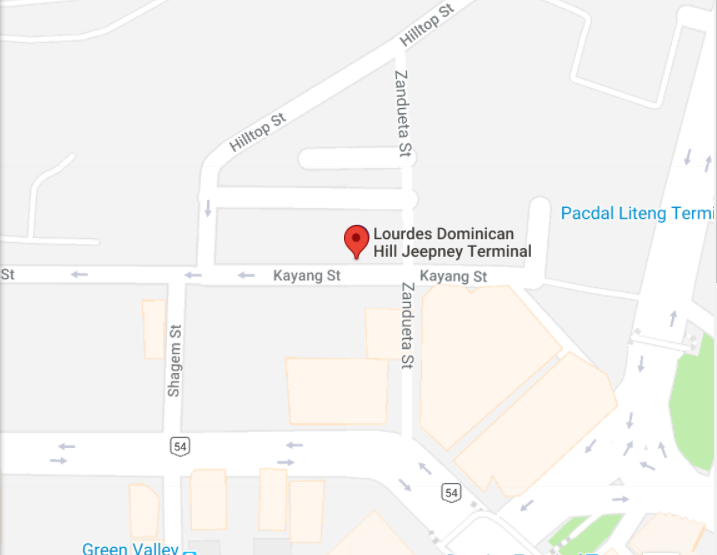 Hilltop St
Zandueta St
Hilltop St
Pacdal Liteng Termi
Lourdes Dominican
Hill Jeepney Terminal
St
Kayang St
Kayang St
Zandueta St
Shagem St
54
54
Green Valley